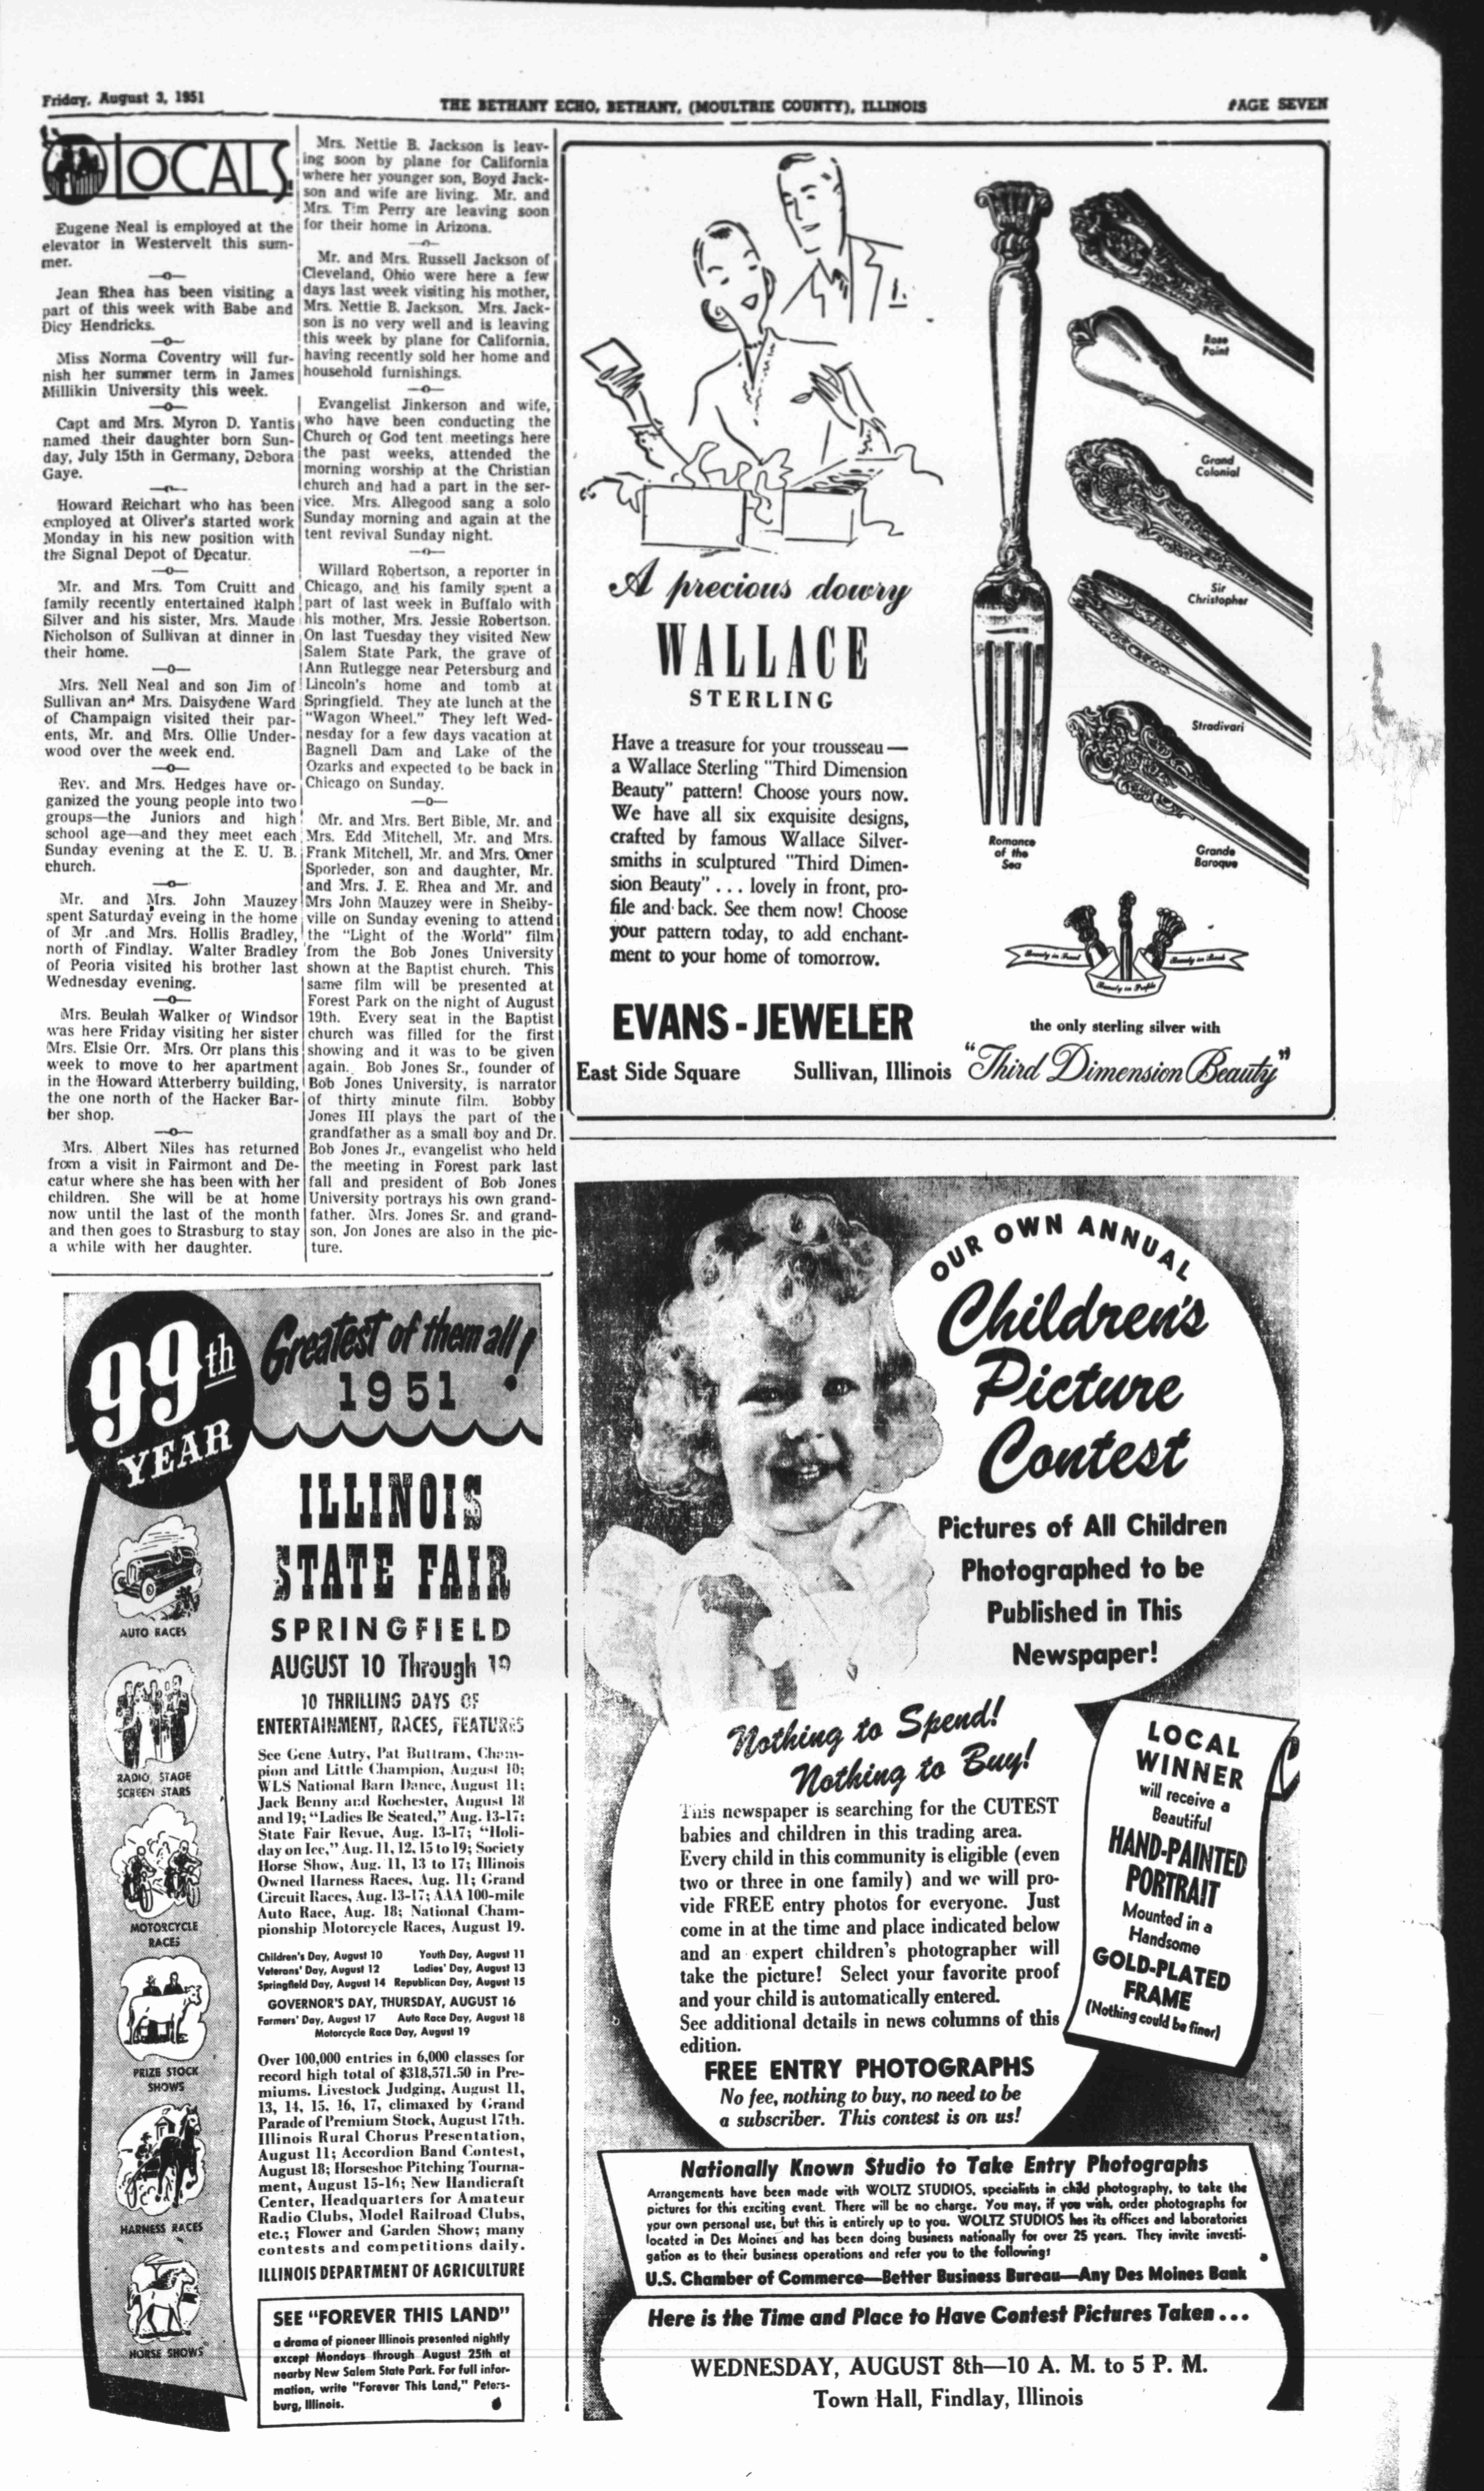 Friday, August 3, 1951
THE BETHANY ECHO, BETHANY, (MOULTRIE COUNTY), ILLINOIS
PAGE SEVEN
LOCALS
Eugene Neal is employed at the
elevator in Westervelt this sum-
mer.
—o—
Jean Rhea has been visiting a
part of this week with Babe and
Dicy Hendricks.
—o—
Miss Norma Coventry will fur-
nish her summer term in James
Millikin University this week.
—o—
Capt and Mrs. Myron D. Yantis
named their daughter born Sun-
day, July 15th in Germany, Debora
Gaye.
—o—
Howard Reichart who has been
employed at Oliver's started work
Monday in his new position with
the Signal Depot of Decatur.
—o—
Mr. and Mrs. Tom Cruitt and
family recently entertained Ralph
Silver and his sister, Mrs. Maude
Nicholson of Sullivan at dinner in
their home.
—o—
Mrs. Nell Neal and son Jim of
Sullivan and Mrs. Daisydene Ward
of Champaign visited their par-
ents, Mr. and Mrs. Ollie Under-
wood over the week end.
—o—
Rev. and Mrs. Hedges have or-
ganized the young people into two
groups—the Juniors and high
school age—and they meet each
Sunday evening at the E. U. B.
church.
—o—
Mr. and Mrs. John Mauzey
spent Saturday eveing in the home
of Mr .and Mrs. Hollis Bradley,
north of Findlay. Walter Bradley
of Peoria visited his brother last
Wednesday evening.
—o—
Mrs. Beulah Walker of Windsor
was here Friday visiting her sister
Mrs. Elsie Orr. Mrs. Orr plans this
week to move to her apartment
in the Howard Atterberry building,
the one north of the Hacker Bar-
ber shop.
—o—
Mrs. Albert Niles has returned
from a visit in Fairmont and De-
catur where she has been with her
children. She will be at home
now until the last of the month
and then goes to Strasburg to stay
a while with her daughter.
Mrs. Nettie B. Jackson is leav-
ing soon by plane for California
where her younger son, Boyd Jack-
son and wife are living. Mr. and
Mrs. Tim Perry are leaving soon
for their home in Arizona.
—o—
Mr. and Mrs. Russell Jackson of
Cleveland, Ohio were here a few
days last week visiting his mother,
Mrs. Nettie B. Jackson. Mrs. Jack-
son is no very well and is leaving
this week by plane for California,
having recently sold her home and
household furnishings.
—o—
Evangelist Jinkerson and wife,
who have been conducting the
Church of God tent meetings here
the past weeks, attended the
morning worship at the Christian
church and had a part in the ser-
vice. Mrs. Allegood sang a solo
Sunday morning and again at the
tent revival Sunday night.
—o—
Willard Robertson, a reporter in
Chicago, and his family spent a
part of last week in Buffalo with
his mother, Mrs. Jessie Robertson.
On last Tuesday they visited New
Salem State Park, the grave of
Ann Rutlegge near Petersburg and
Lincoln's home and tomb at
Springfield. They ate lunch at the
"Wagon Wheel." They left Wed-
nesday for a few days vacation at
Bagnell Dam and Lake of the
Ozarks and expected to be back in
Chicago on Sunday.
—o—
Mr. and Mrs. Bert Bible, Mr. and
Mrs. Edd Mitchell, Mr. and Mrs.
Frank Mitchell, Mr. and Mrs. Omer
Sporleder, son and daughter, Mr.
and Mrs. J. E. Rhea and Mr. and
Mrs John Mauzey were in Shelby-
ville on Sunday evening to attend
the "Light of the World" film
from the Bob Jones University
shown at the Baptist church. This
same film will be presented at
Forest Park on the night of August
19th. Every seat in the Baptist
church was filled for the first
showing and it was to be given
again. Bob Jones Sr., founder of
Bob Jones University, is narrator
of thirty minute film. Bobby
Jones III plays the part of the
grandfather as a small boy and Dr.
Bob Jones Jr., evangelist who held
the meeting in Forest park last
fall and president of Bob Jones
University portrays his own grand-
father. Mrs. Jones Sr. and grand-
son, Jon Jones are also in the pic-
ture.
A precious dowry
WALLACE
STERLING
Have a treasure for your trousseau—
a Wallace Sterling "Third Dimension
Beauty" pattern! Choose yours now.
We have all six exquisite designs,
crafted by famous Wallace Silver-
smiths in sculptured "Third Dimen-
sion Beauty" . . . lovely in front, pro-
file and back. See them now! Choose
your pattern today, to add enchant-
ment to your home of tomorrow.
EVANS - JEWELER
East Side Square Sullivan, Illinois
Rose
Point
Grand
Colonial
Sir
Christopher
Stradivari
Romance
of the
Sea
Grande
Baroque
Beauty in Front
Beauty in Profile
Beauty in Back
the only sterling silver with
"Third Dimension Beauty"
99th
YEAR
Greatest of them all!
1951
ILLINOIS
STATE FAIR
SPRINGFIELD
AUGUST 10 Through 19
10 THRILLING DAYS OF
ENTERTAINMENT, RACES, FEATURES
See Gene Autry, Pat Buttram, Cham-
pion and Little Champion, August 10;
WLS National Barn Dance, August 11;
Jack Benny and Rochester, August 18
and 19; "Ladies Be Seated," Aug. 13-17;
State Fair Revue, Aug. 13-17; "Holi-
day on Ice," Aug. 11, 12, 15 to 19; Society
Horse Show, Aug. 11, 13 to 17; Illinois
Owned Harness Races, Aug. 11; Grand
Circuit Races, Aug. 13-17; AAA 100-mile
Auto Race, Aug. 18; National Cham-
pionship Motorcycle Races, August 19.
Children's Day, August 10 Youth Day, August 11
Veterans' Day, August 12 Ladies' Day, August 13
Springfield Day, August 14 Republican Day, August 15
GOVERNOR'S DAY, THURSDAY, AUGUST 16
Farmers' Day, August 17 Auto Race Day, August 18
Motorcycle Race Day, August 19
Over 100,000 entries in 6,000 classes for
record high total of $318,571.50 in Pre-
miums. Livestock Judging, August 11,
13, 14, 15, 16, 17, climaxed by Grand
Parade of Premium Stock, August 17th.
Illinois Rural Chorus Presentation,
August 11; Accordion Band Contest,
August 18; Horseshoe Pitching Tourna-
ment, August 15-16; New Handicraft
Center, Headquarters for Amateur
Radio Clubs, Model Railroad Clubs,
etc.; Flower and Garden Show; many
contests and competitions daily.
ILLINOIS DEPARTMENT OF AGRICULTURE
SEE "FOREVER THIS LAND"
a drama of pioneer Illinois presented nightly
except Mondays through August 25th at
nearby New Salem State Park. For full infor-
mation, write "Forever This Land," Peters-
burg, Illinois.
AUTO RACES
RADIO, STAGE
SCREEN STARS
MOTORCYCLE
RACES
PRIZE STOCK
SHOWS
HARNESS RACES
HORSE SHOWS
OUR OWN ANNUAL
Children's
Picture
Contest
Pictures of All Children
Photographed to be
Published in This
Newspaper!
Nothing to Spend!
Nothing to Buy!
This newspaper is searching for the CUTEST
babies and children in this trading area.
Every child in this community is eligible (even
two or three in one family) and we will pro-
vide FREE entry photos for everyone. Just
come in at the time and place indicated below
and an expert children's photographer will
take the picture! Select your favorite proof
and your child is automatically entered.
See additional details in news columns of this
edition.
FREE ENTRY PHOTOGRAPHS
No fee, nothing to buy, no need to be
a subscriber. This contest is on us!
LOCAL
WINNER
will receive a
Beautiful
HAND-PAINTED
PORTRAIT
Mounted in a
Handsome
GOLD-PLATED
FRAME
(Nothing could be finer)
Nationally Known Studio to Take Entry Photographs
Arrangements have been made with WOLTZ STUDIOS, specialists in child photography, to take the
pictures for this exciting event. There will be no charge. You may, if you wish, order photographs for
your own personal use, but this is entirely up to you. WOLTZ STUDIOS has its offices and laboratories
located in Des Moines and has been doing business nationally for over 25 years. They invite investi-
gation as to their business operations and refer you to the following:
U.S. Chamber of Commerce—Better Business Bureau—Any Des Moines Bank
Here is the Time and Place to Have Contest Pictures Taken . . .
WEDNESDAY, AUGUST 8th—10 A. M. to 5 P. M.
Town Hall, Findlay, Illinois